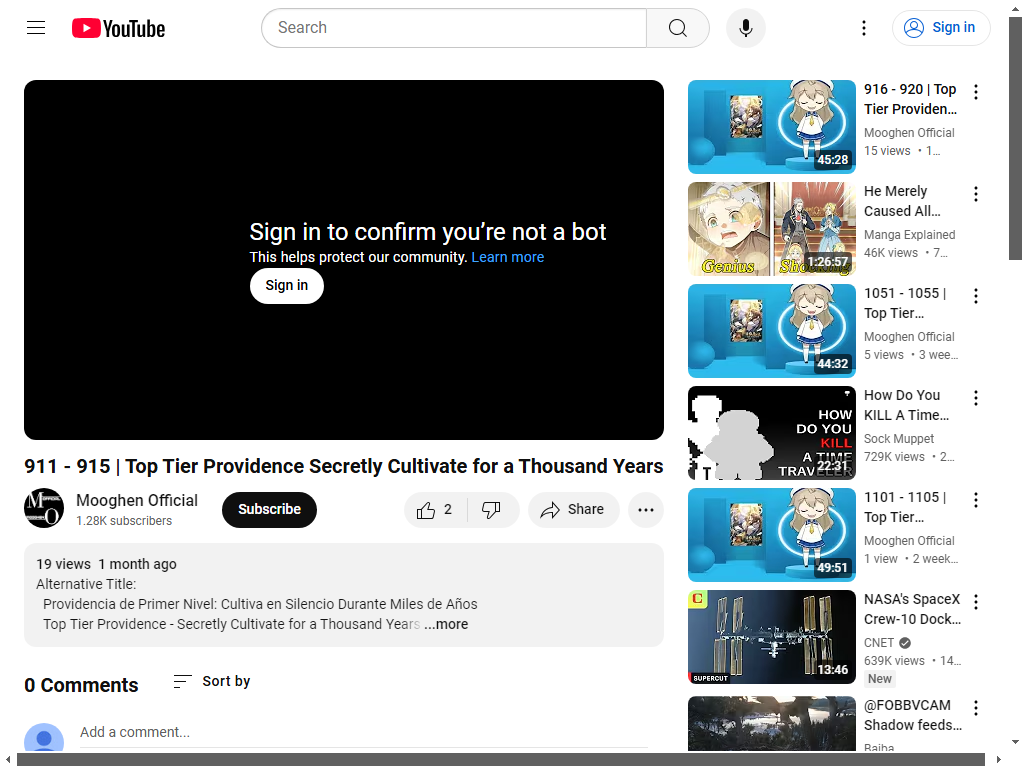 YouTube
Search
Sign in
Sign in to confirm you’re not a bot
This helps protect our community. Learn more
Sign in
911 - 915 | Top Tier Providence Secretly Cultivate for a Thousand Years
Mooghen Official
1.28K subscribers
Subscribe
2
Share
19 views 1 month ago
Alternative Title:
Providencia de Primer Nivel: Cultiva en Silencio Durante Miles de Años
Top Tier Providence - Secretly Cultivate for a Thousand Years ...more
0 Comments
Sort by
Add a comment...
45:28
916 - 920 | Top
Tier Providen…
Mooghen Official
15 views • 1…
Genius
Shocking
1:26:57
He Merely
Caused All…
Manga Explained
46K views • 7…
44:32
1051 - 1055 |
Top Tier…
Mooghen Official
5 views • 3 wee…
HOW
DO YOU
KILL
A TIME
TRAVELER
22:31
How Do You
KILL A Time…
Sock Muppet
729K views • 2…
49:51
1101 - 1105 |
Top Tier…
Mooghen Official
1 view • 2 week…
C
SUPERCUT
13:46
NASA's SpaceX
Crew-10 Dock…
CNET
639K views • 14…
New
@FOBBVCAM
Shadow feeds…
Baiba